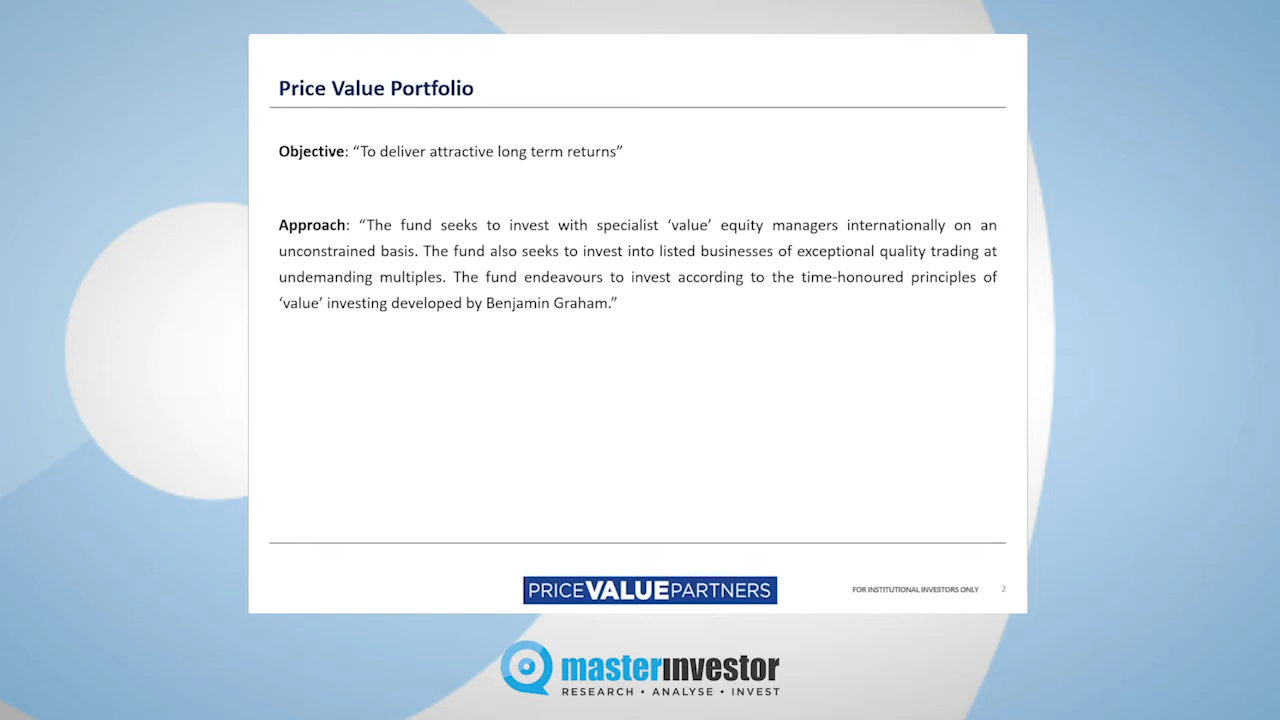 Price Value Portfolio
Objective: “To deliver attractive long term returns”
Approach: “The fund seeks to invest with specialist ‘value’ equity managers internationally on an
unconstrained basis. The fund also seeks to invest into listed businesses of exceptional quality trading at
undemanding multiples. The fund endeavours to invest according to the time-honoured principles of
‘value’ investing developed by Benjamin Graham.”
PRICEVALUEPARTNERS
FOR INSTITUTIONAL INVESTORS ONLY 2
masterinvestor
RESEARCH • ANALYSE • INVEST